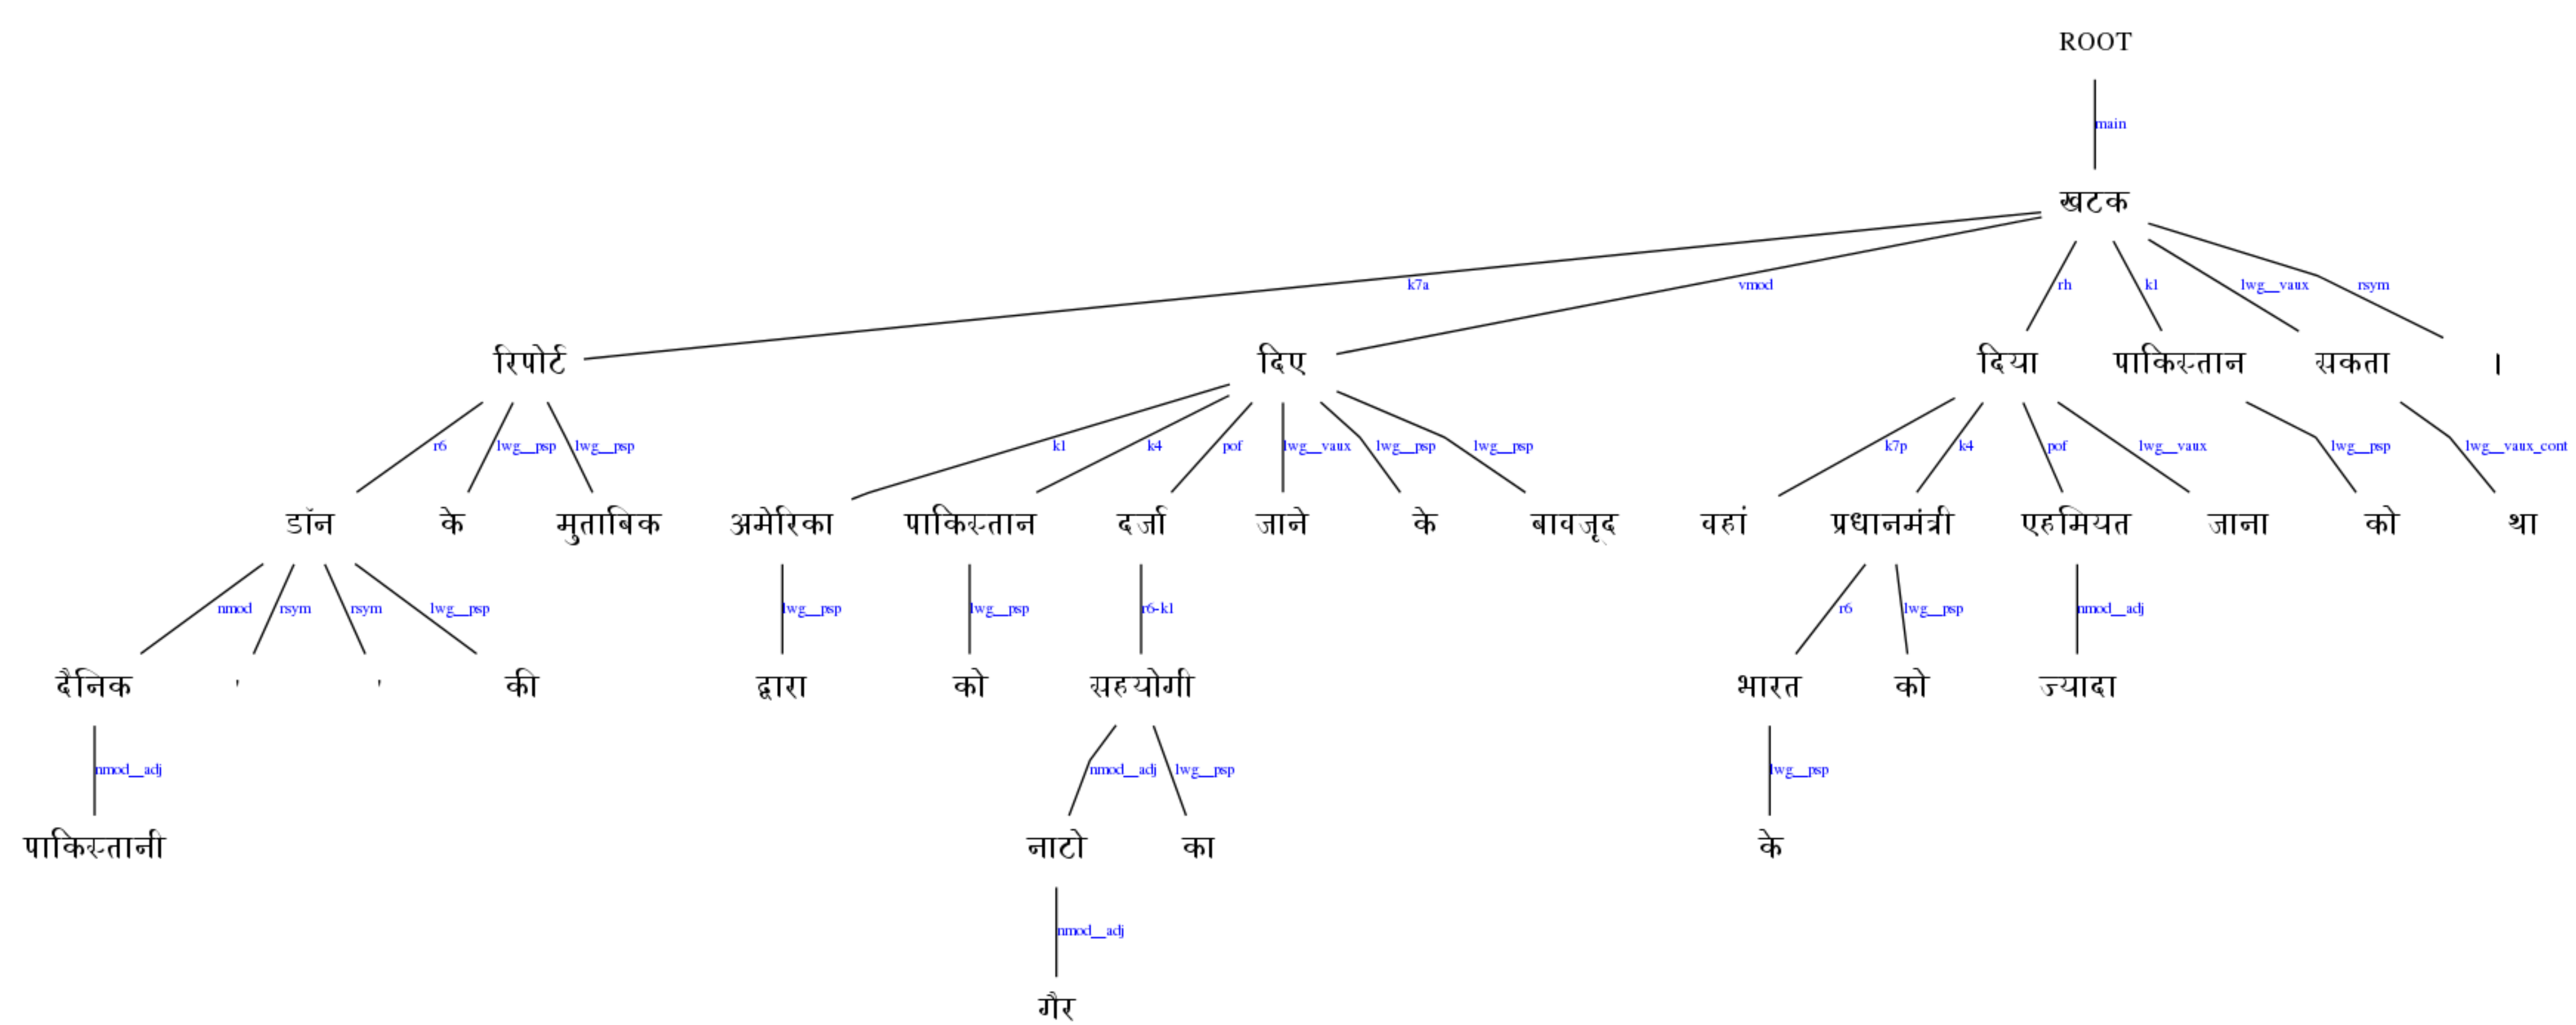 ROOT
main
खटक
k7a vmod rh k1 lwg__vaux rsym
रिपोर्ट दिए दिया पाकिस्तान सकता ।
r6 lwg__psp lwg__psp k1 k4 pof lwg__vaux lwg__psp lwg__psp k7p k4 pof lwg__vaux lwg__psp lwg__vaux_cont
डॉन के मुताबिक अमेरिका पाकिस्तान दर्जा जाने के बावजूद वहां प्रधानमंत्री एहमियत जाना को था
nmod rsym rsym lwg__psp lwg__psp lwg__psp r6-k1 r6 lwg__psp nmod__adj
दैनिक ' ' की द्वारा को सहयोगी भारत को ज्यादा
nmod__adj nmod__adj lwg__psp lwg__psp
पाकिस्तानी नाटो का के
nmod__adj
गैर